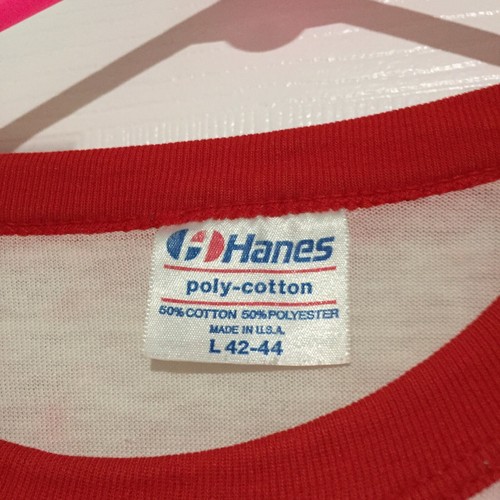 Hanes
poly-cotton
50% COTTON 50% POLYESTER
MADE IN U.S.A.
L 42-44